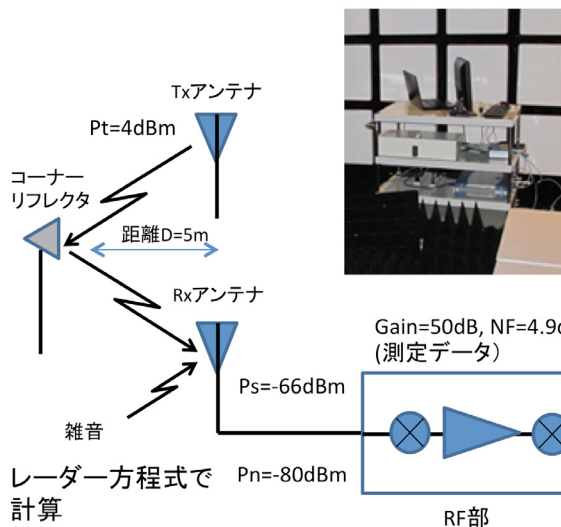 Txアンテナ
Pt=4dBm
コーナー
リフレクタ
距離D=5m
Rxアンテナ
Gain=50dB, NF=4.9d
(測定データ)
Ps=-66dBm
雑音
Pn=-80dBm
レーダー方程式で
計算
RF部